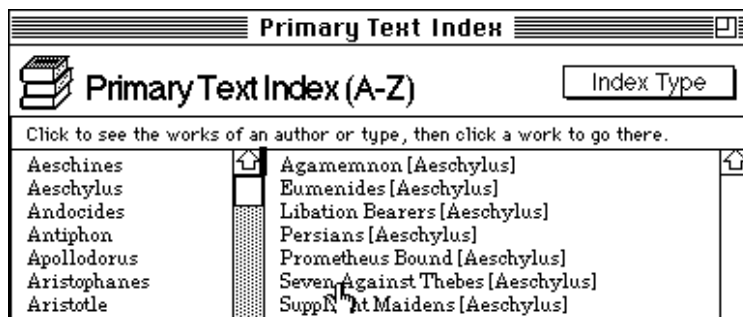 Primary Text Index
Primary Text Index (A-Z)
Index Type
Click to see the works of an author or type, then click a work to go there.
Aeschines
Aeschylus
Andocides
Antiphon
Apollodorus
Aristophanes
Aristotle
Agamemnon [Aeschylus]
Eumenides [Aeschylus]
Libation Bearers [Aeschylus]
Persians [Aeschylus]
Prometheus Bound [Aeschylus]
Seven Against Thebes [Aeschylus]
Maidens [Aeschylus]